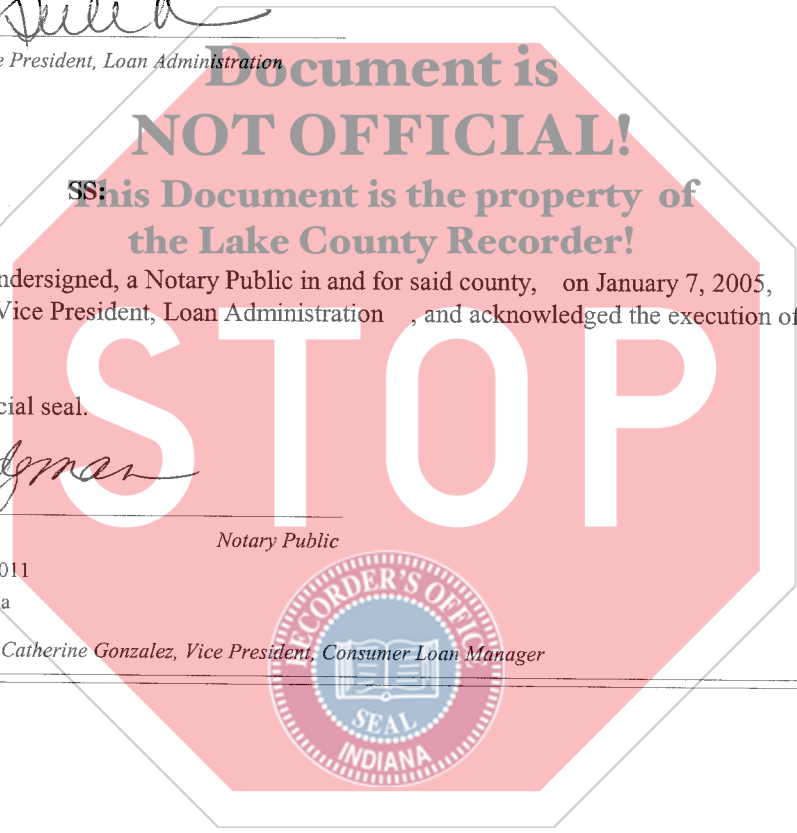 e President, Loan Administration
Document is
NOT OFFICIAL!
SS:
This Document is the property of
the Lake County Recorder!
ndersigned, a Notary Public in and for said county, on January 7, 2005,
Vice President, Loan Administration , and acknowledged the execution of
STOP
cial seal.
Notary Public
011
a
Catherine Gonzalez, Vice President, Consumer Loan Manager
RECORDER'S OFFICE
SEAL
INDIANA